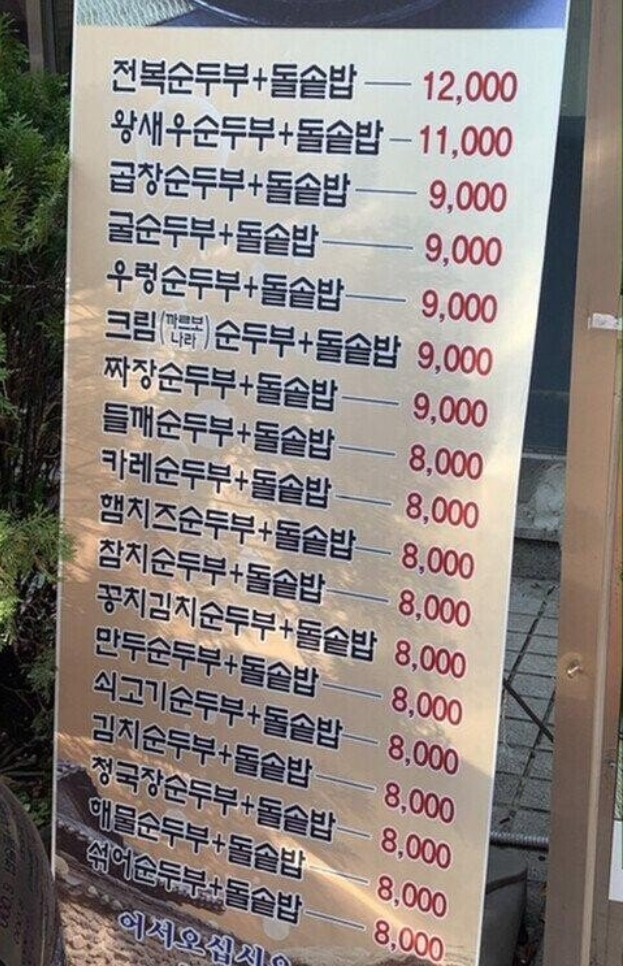 전복순두부+돌솥밥 — 12,000
왕새우순두부+돌솥밥 — 11,000
곱창순두부+돌솥밥 — 9,000
굴순두부+돌솥밥 — 9,000
우렁순두부+돌솥밥 — 9,000
크림(까르보나라)순두부+돌솥밥 9,000
짜장순두부+돌솥밥 — 9,000
들깨순두부+돌솥밥 — 8,000
카레순두부+돌솥밥 — 8,000
햄치즈순두부+돌솥밥 — 8,000
참치순두부+돌솥밥 — 8,000
꽁치김치순두부+돌솥밥 8,000
만두순두부+돌솥밥 — 8,000
쇠고기순두부+돌솥밥 — 8,000
김치순두부+돌솥밥 — 8,000
청국장순두부+돌솥밥 — 8,000
해물순두부+돌솥밥 — 8,000
섞어순두부+돌솥밥 — 8,000
어서오십시오